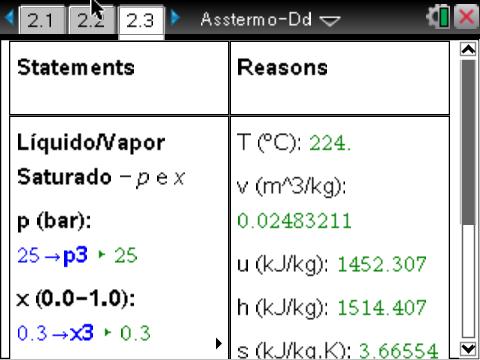 2.1 2.2 2.3 Asstermo-Dd
Statements
Reasons
Líquido/Vapor
Saturado – p e x
p (bar):
25→p3 ▸ 25
x (0.0–1.0):
0.3→x3 ▸ 0.3
T (ºC): 224.
v (m^3/kg):
0.02483211
u (kJ/kg): 1452.307
h (kJ/kg): 1514.407
s (kJ/kg.K): 3.66554